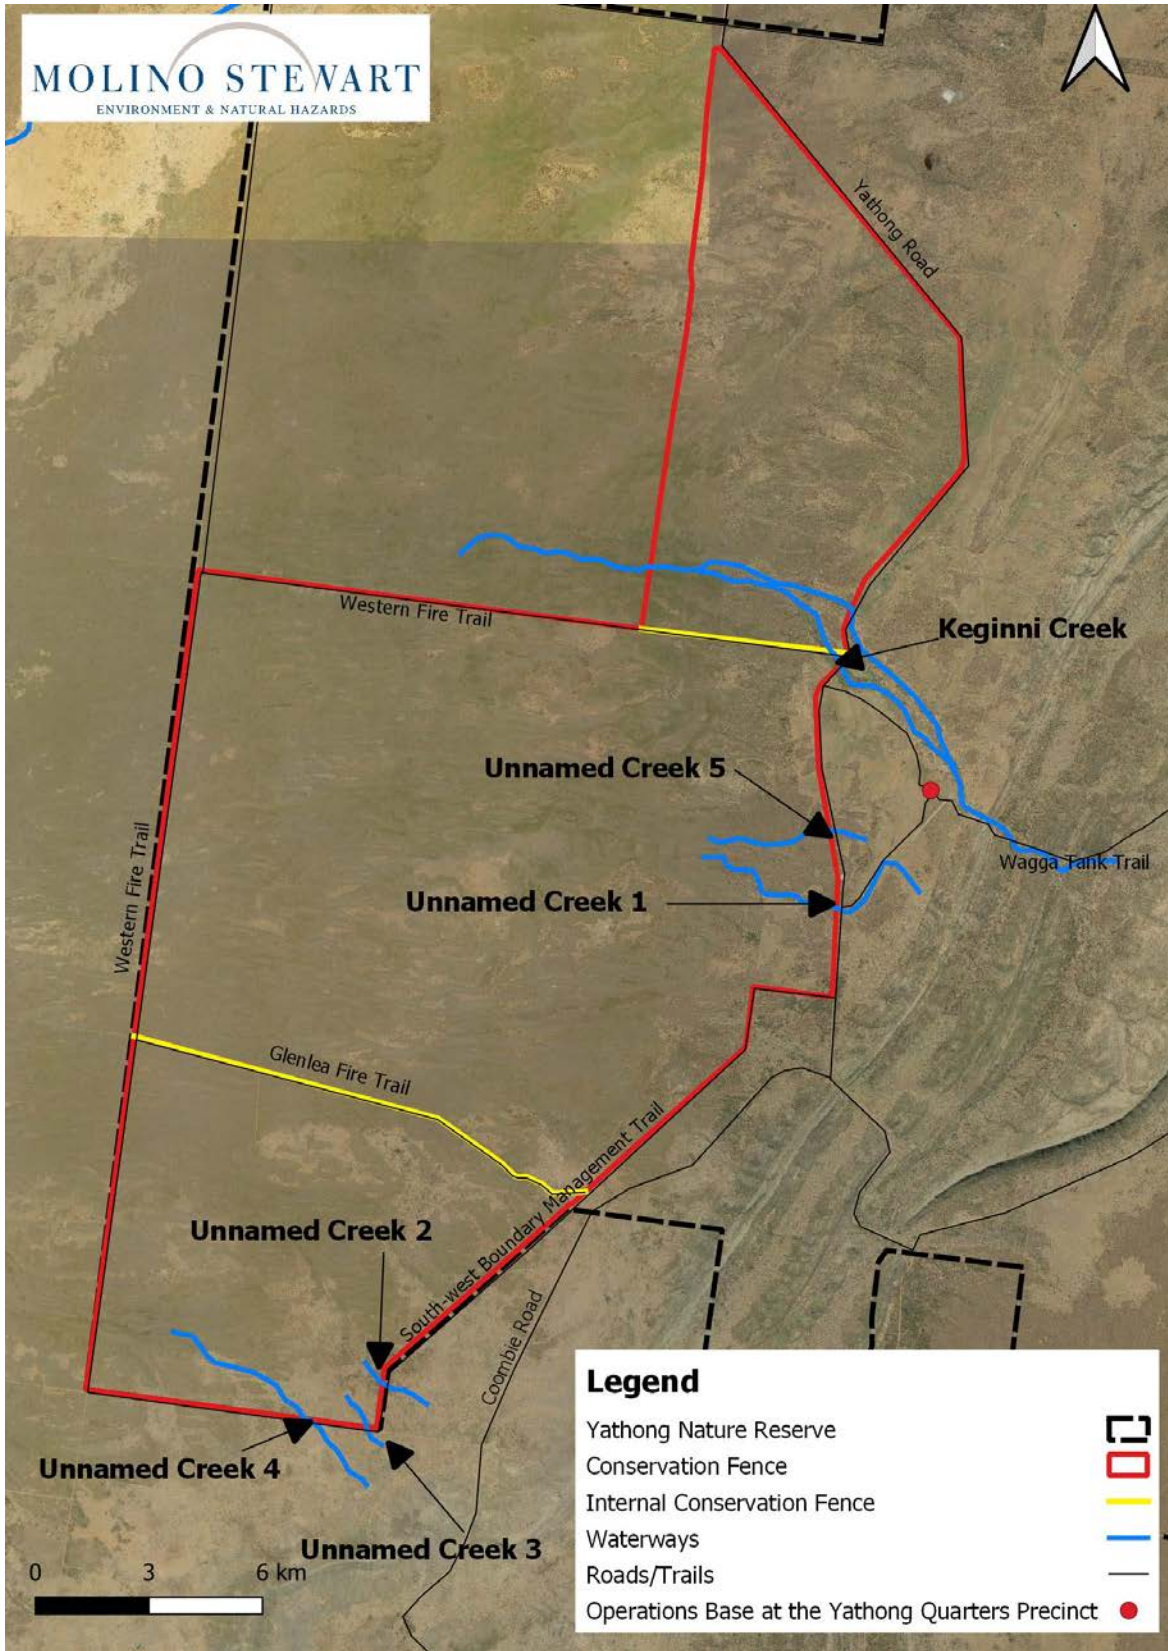 MOLINO STEWART
ENVIRONMENT & NATURAL HAZARDS
Yathong Road
Western Fire Trail
Keginni Creek
Unnamed Creek 5
Wagga Tank Trail
Unnamed Creek 1
Western Fire Trail
Glenlea Fire Trail
South-west Boundary Management Trail
Unnamed Creek 2
Coombie Road
Unnamed Creek 4
Unnamed Creek 3
0 3 6 km
Legend
Yathong Nature Reserve
Conservation Fence
Internal Conservation Fence
Waterways
Roads/Trails
Operations Base at the Yathong Quarters Precinct